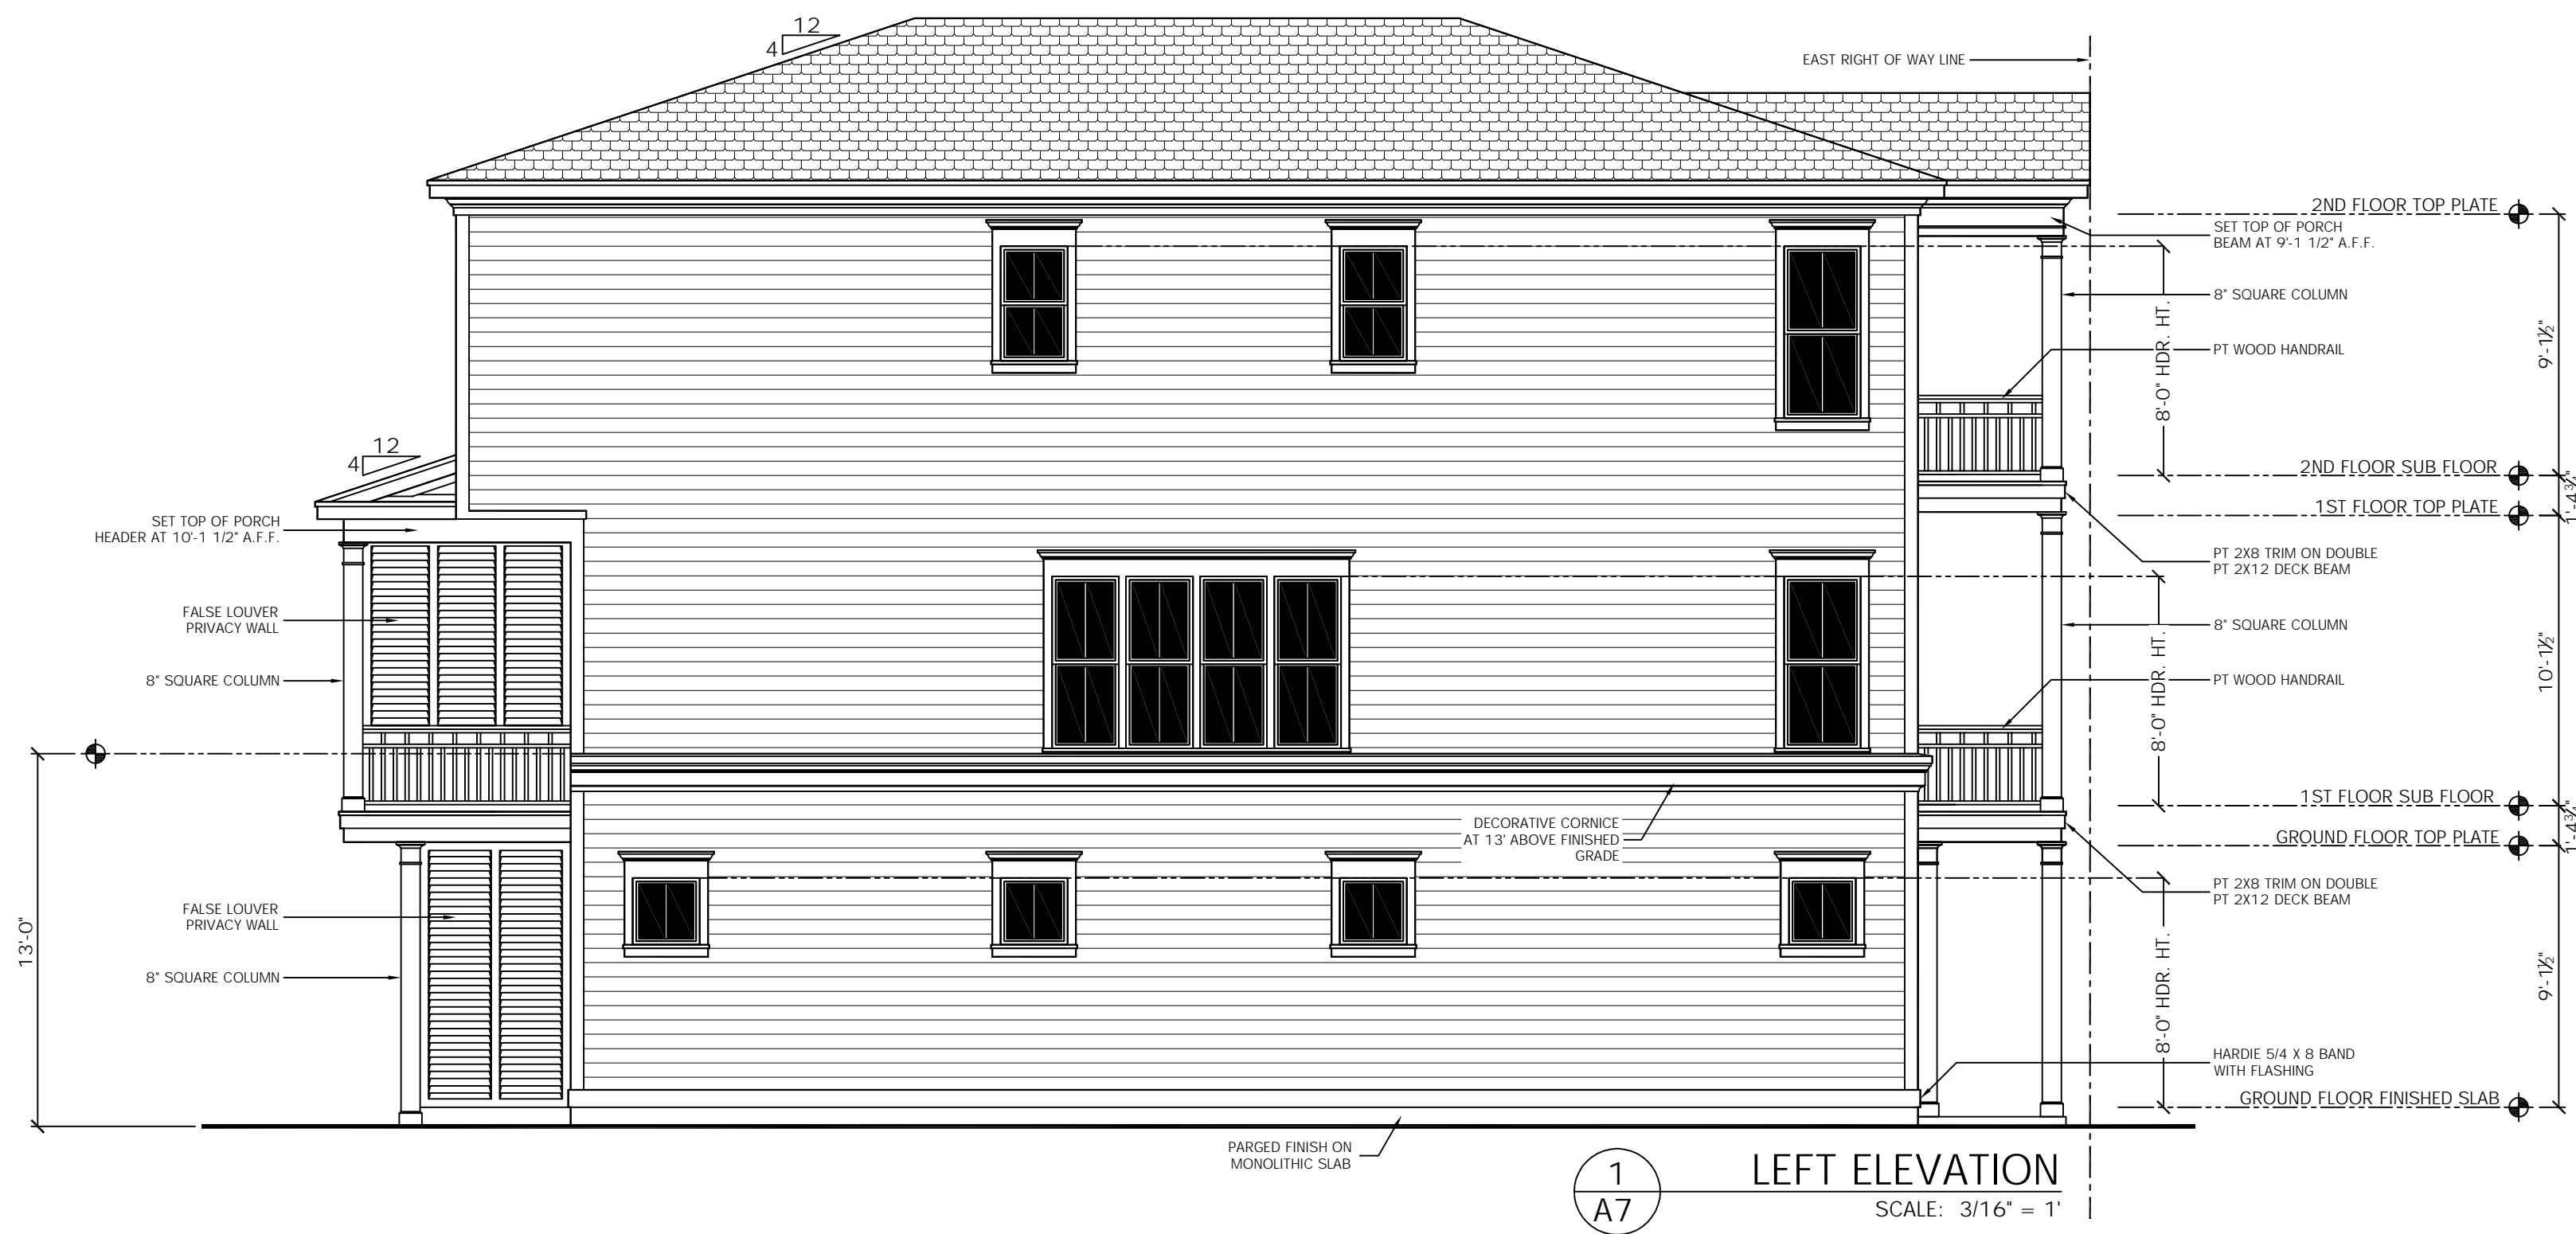 12
4
EAST RIGHT OF WAY LINE
2ND FLOOR TOP PLATE
SET TOP OF PORCH
BEAM AT 9'-1 1/2" A.F.F.
8" SQUARE COLUMN
8'-0" HDR. HT.
9'-1½"
PT WOOD HANDRAIL
12
4
2ND FLOOR SUB FLOOR
1'-4¾"
1ST FLOOR TOP PLATE
SET TOP OF PORCH
HEADER AT 10'-1 1/2" A.F.F.
PT 2X8 TRIM ON DOUBLE
PT 2X12 DECK BEAM
FALSE LOUVER
PRIVACY WALL
8" SQUARE COLUMN
8" SQUARE COLUMN
8'-0" HDR. HT.
10'-1½"
PT WOOD HANDRAIL
1ST FLOOR SUB FLOOR
1'-4¾"
DECORATIVE CORNICE
AT 13' ABOVE FINISHED
GRADE
GROUND FLOOR TOP PLATE
PT 2X8 TRIM ON DOUBLE
PT 2X12 DECK BEAM
FALSE LOUVER
PRIVACY WALL
13'-0"
8" SQUARE COLUMN
8'-0" HDR. HT.
9'-1½"
HARDIE 5/4 X 8 BAND
WITH FLASHING
GROUND FLOOR FINISHED SLAB
PARGED FINISH ON
MONOLITHIC SLAB
1
A7
LEFT ELEVATION
SCALE: 3/16" = 1'